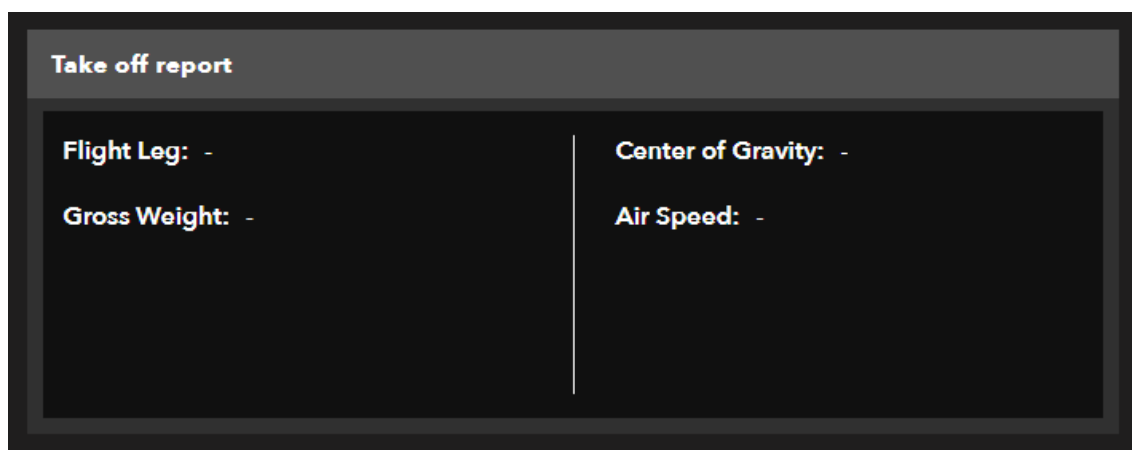 Take off report
Flight Leg: -
Gross Weight: -
Center of Gravity: -
Air Speed: -